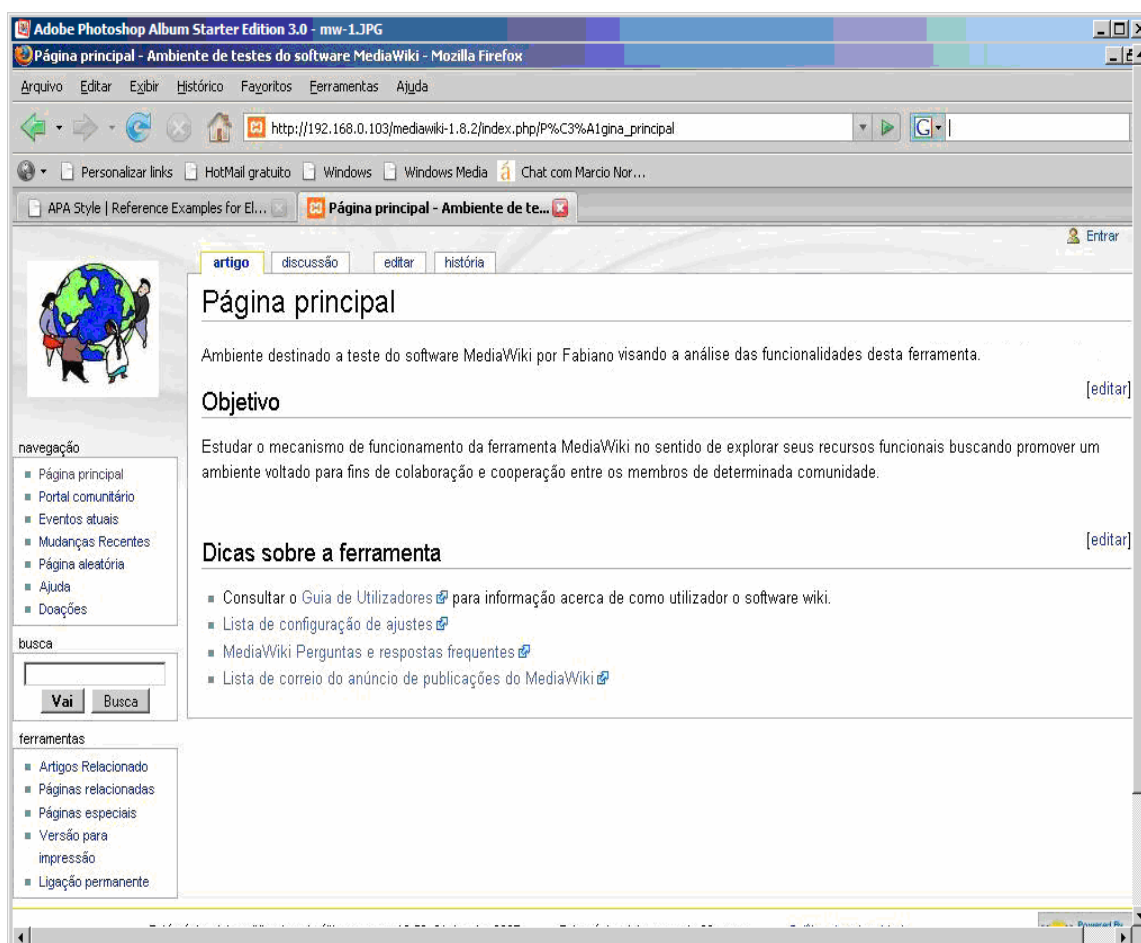 Adobe Photoshop Album Starter Edition 3.0 - mw-1.JPG
Página principal - Ambiente de testes do software MediaWiki - Mozilla Firefox
Arquivo Editar Exibir Histórico Favoritos Ferramentas Ajuda
http://192.168.0.103/mediawiki-1.8.2/index.php/P%C3%A1gina_principal
G
Personalizar links HotMail gratuito Windows Windows Media á Chat com Marcio Nor...
APA Style | Reference Examples for El... Página principal - Ambiente de te...
Entrar
artigo discussão editar história
Página principal
Ambiente destinado a teste do software MediaWiki por Fabiano visando a análise das funcionalidades desta ferramenta.
[editar]
Objetivo
Estudar o mecanismo de funcionamento da ferramenta MediaWiki no sentido de explorar seus recursos funcionais buscando promover um
ambiente voltado para fins de colaboração e cooperação entre os membros de determinada comunidade.
[editar]
Dicas sobre a ferramenta
Consultar o Guia de Utilizadores para informação acerca de como utilizador o software wiki.
Lista de configuração de ajustes
MediaWiki Perguntas e respostas frequentes
Lista de correio do anúncio de publicações do MediaWiki
navegação
Página principal
Portal comunitário
Eventos atuais
Mudanças Recentes
Página aleatória
Ajuda
Doações
busca
Vai Busca
ferramentas
Artigos Relacionado
Páginas relacionadas
Páginas especiais
Versão para
impressão
Ligação permanente
Powered By